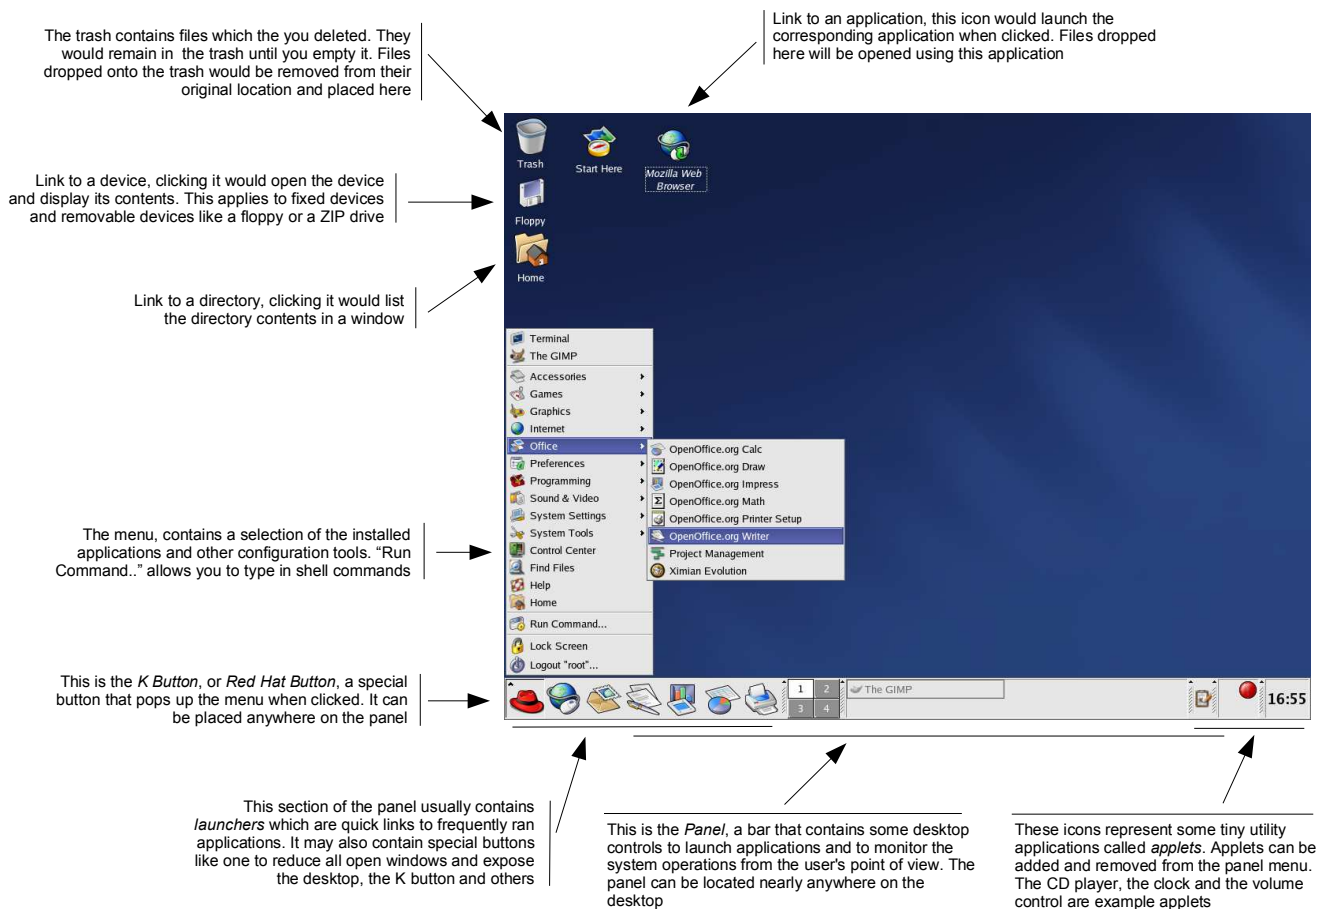 The trash contains files which the you deleted. They
would remain in the trash until you empty it. Files
dropped onto the trash would be removed from their
original location and placed here
Link to an application, this icon would launch the
corresponding application when clicked. Files dropped
here will be opened using this application
Link to a device, clicking it would open the device
and display its contents. This applies to fixed devices
and removable devices like a floppy or a ZIP drive
Link to a directory, clicking it would list
the directory contents in a window
Trash
Start Here
Mozilla Web
Browser
Floppy
Home
Terminal
The GIMP
Accessories
Games
Graphics
Internet
Office
Preferences
Programming
Sound & Video
System Settings
System Tools
Control Center
Find Files
Help
Home
Run Command...
Lock Screen
Logout "root"...
OpenOffice.org Calc
OpenOffice.org Draw
OpenOffice.org Impress
OpenOffice.org Math
OpenOffice.org Printer Setup
OpenOffice.org Writer
Project Management
Ximian Evolution
The menu, contains a selection of the installed
applications and other configuration tools. “Run
Command..” allows you to type in shell commands
This is the K Button, or Red Hat Button, a special
button that pops up the menu when clicked. It can
be placed anywhere on the panel
1 2
3 4
The GIMP
16:55
This section of the panel usually contains
launchers which are quick links to frequently ran
applications. It may also contain special buttons
like one to reduce all open windows and expose
the desktop, the K button and others
This is the Panel, a bar that contains some desktop
controls to launch applications and to monitor the
system operations from the user's point of view. The
panel can be located nearly anywhere on the
desktop
These icons represent some tiny utility
applications called applets. Applets can be
added and removed from the panel menu.
The CD player, the clock and the volume
control are example applets